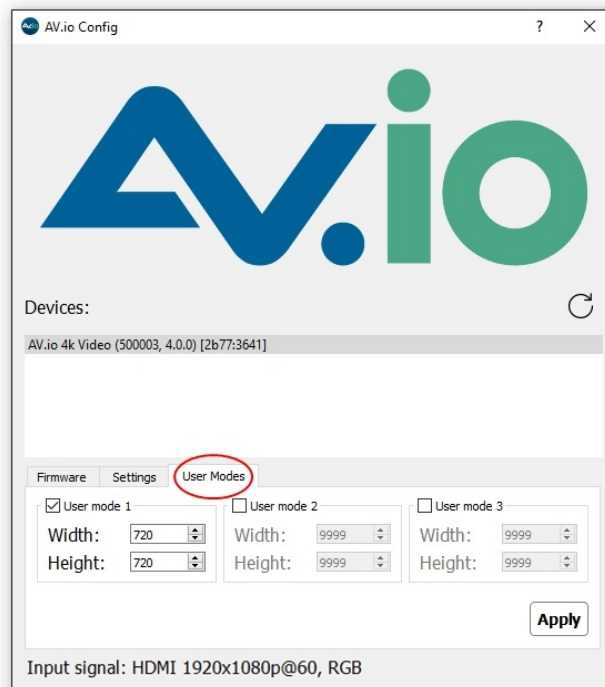 AV.io Config ?
AV.io
Devices:
AV.io 4k Video (500003, 4.0.0) [2b77:3641]
Firmware Settings User Modes
User mode 1 User mode 2 User mode 3
Width: 720 Width: 9999 Width: 9999
Height: 720 Height: 9999 Height: 9999
Apply
Input signal: HDMI 1920x1080p@60, RGB